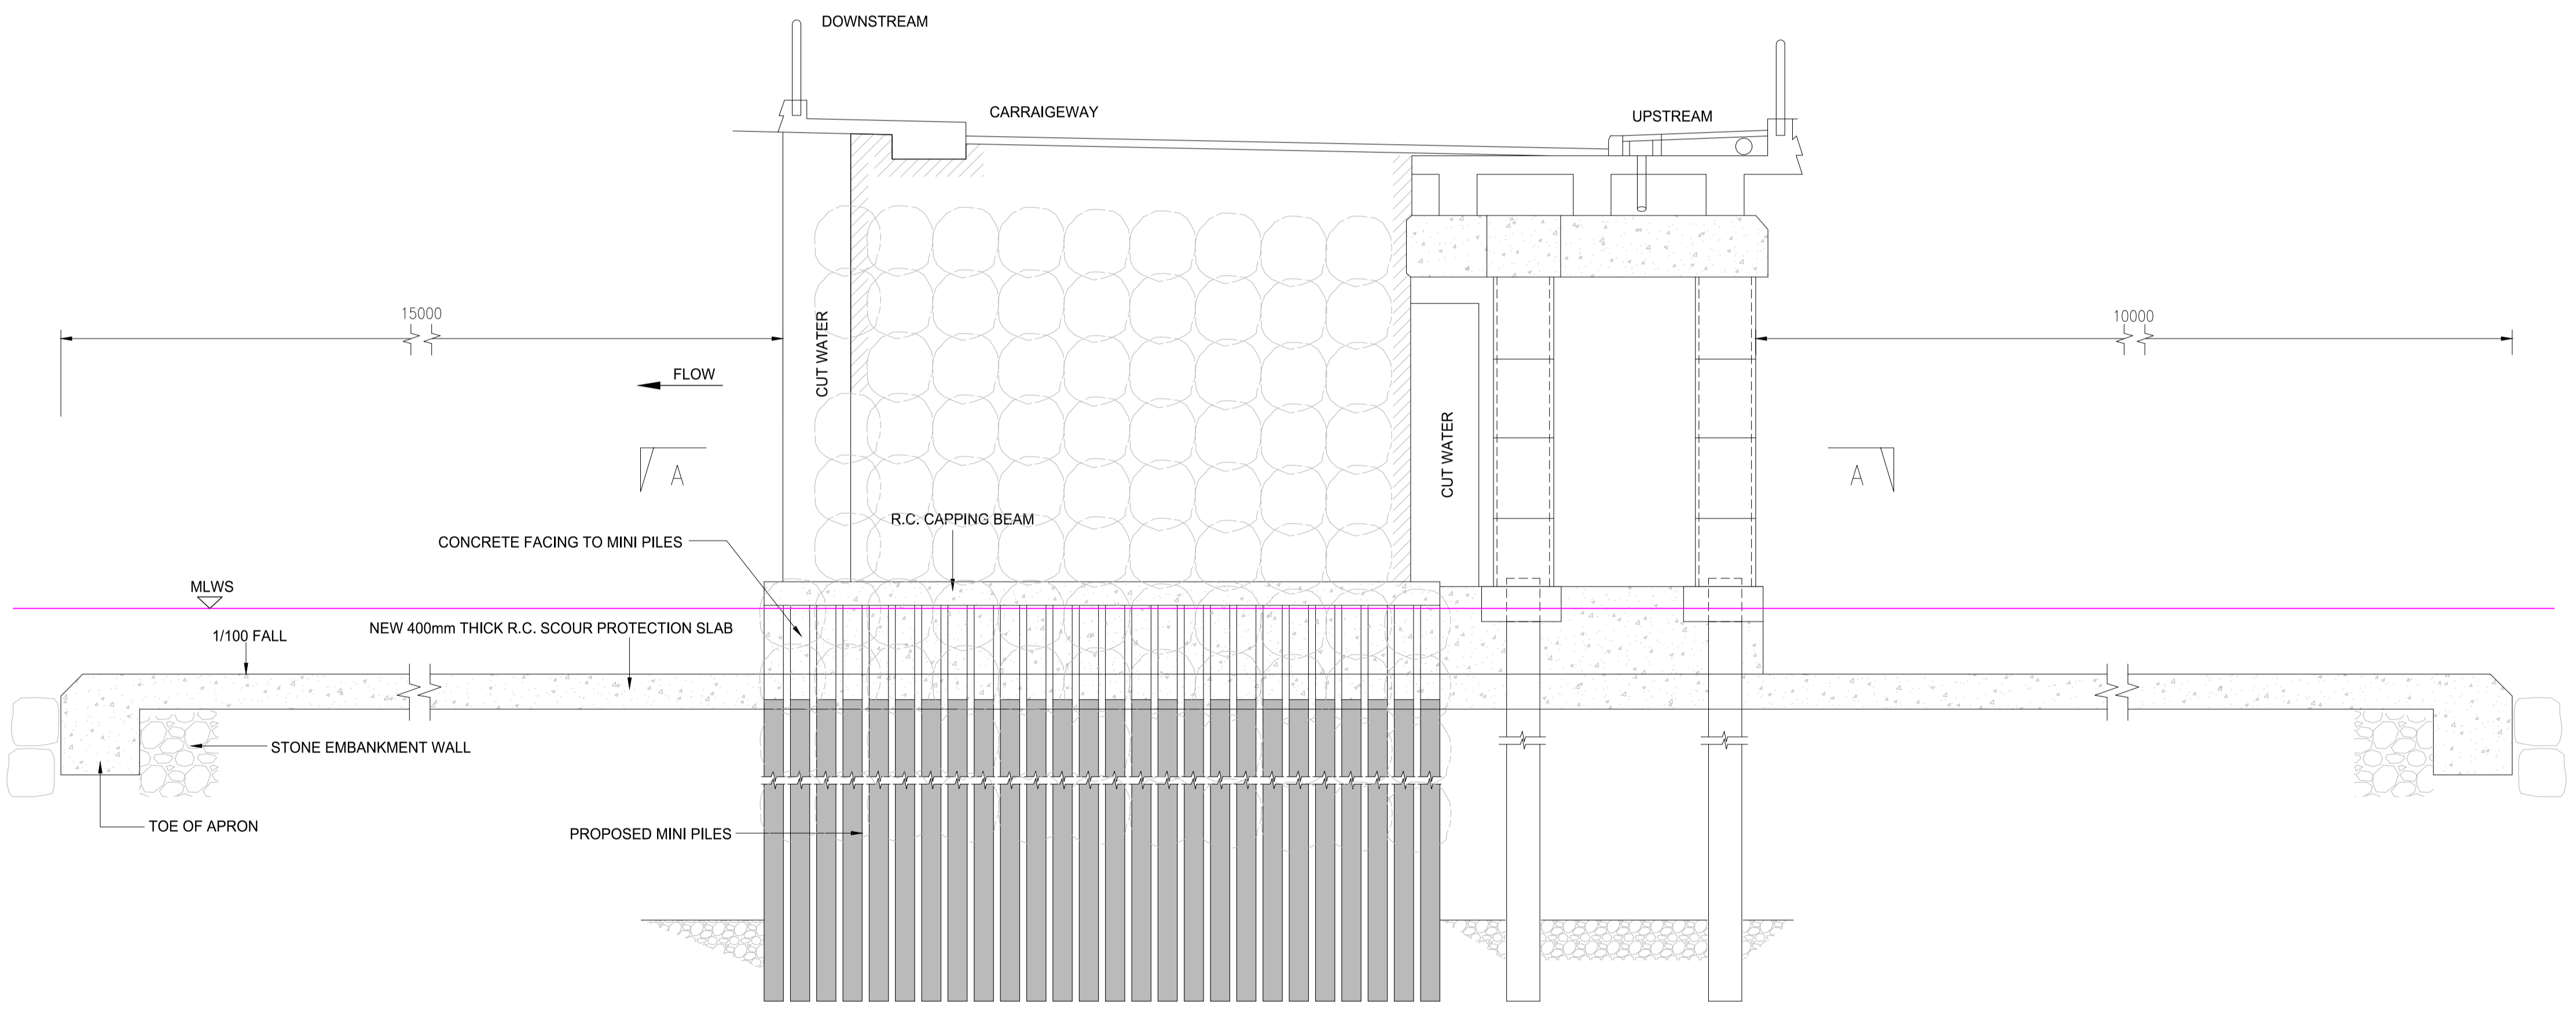 DOWNSTREAM
CARRAIGEWAY
UPSTREAM
15000
10000
CUT WATER
FLOW
A
A
CUT WATER
R.C. CAPPING BEAM
CONCRETE FACING TO MINI PILES
MLWS
1/100 FALL
NEW 400mm THICK R.C. SCOUR PROTECTION SLAB
STONE EMBANKMENT WALL
TOE OF APRON
PROPOSED MINI PILES